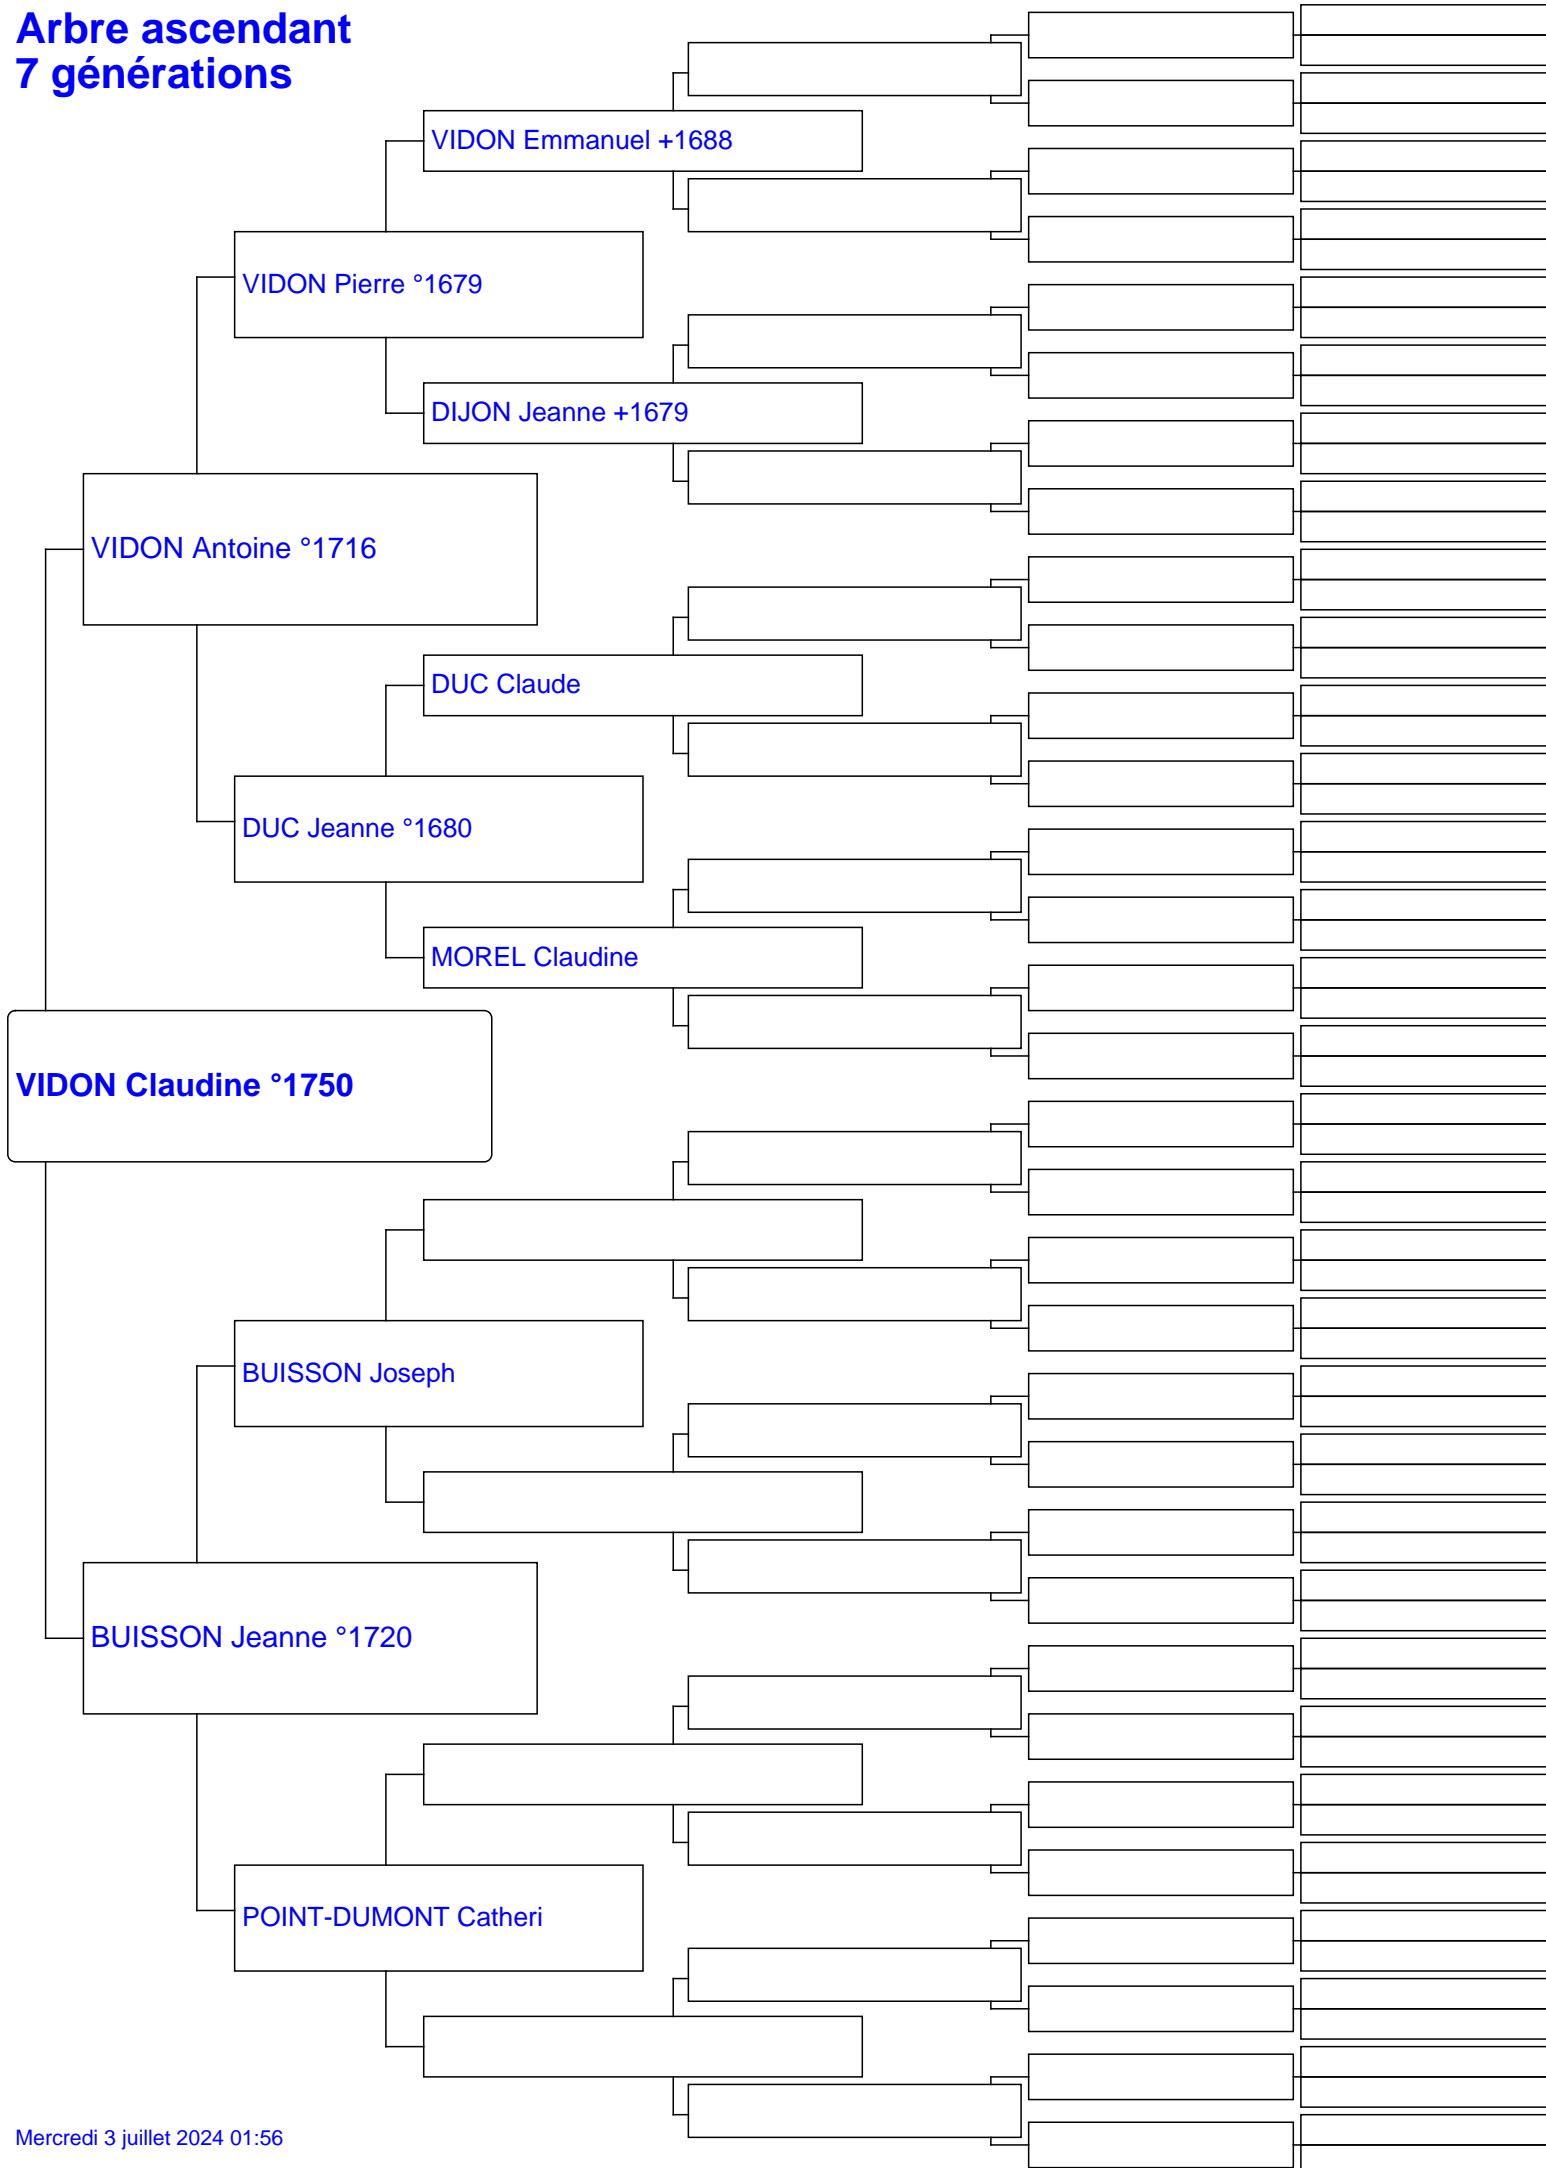 Arbre ascendant
7 générations
VIDON Emmanuel +1688
VIDON Pierre °1679
DIJON Jeanne +1679
VIDON Antoine °1716
DUC Claude
DUC Jeanne °1680
MOREL Claudine
VIDON Claudine °1750
BUISSON Joseph
BUISSON Jeanne °1720
POINT-DUMONT Catheri
Mercredi 3 juillet 2024 01:56